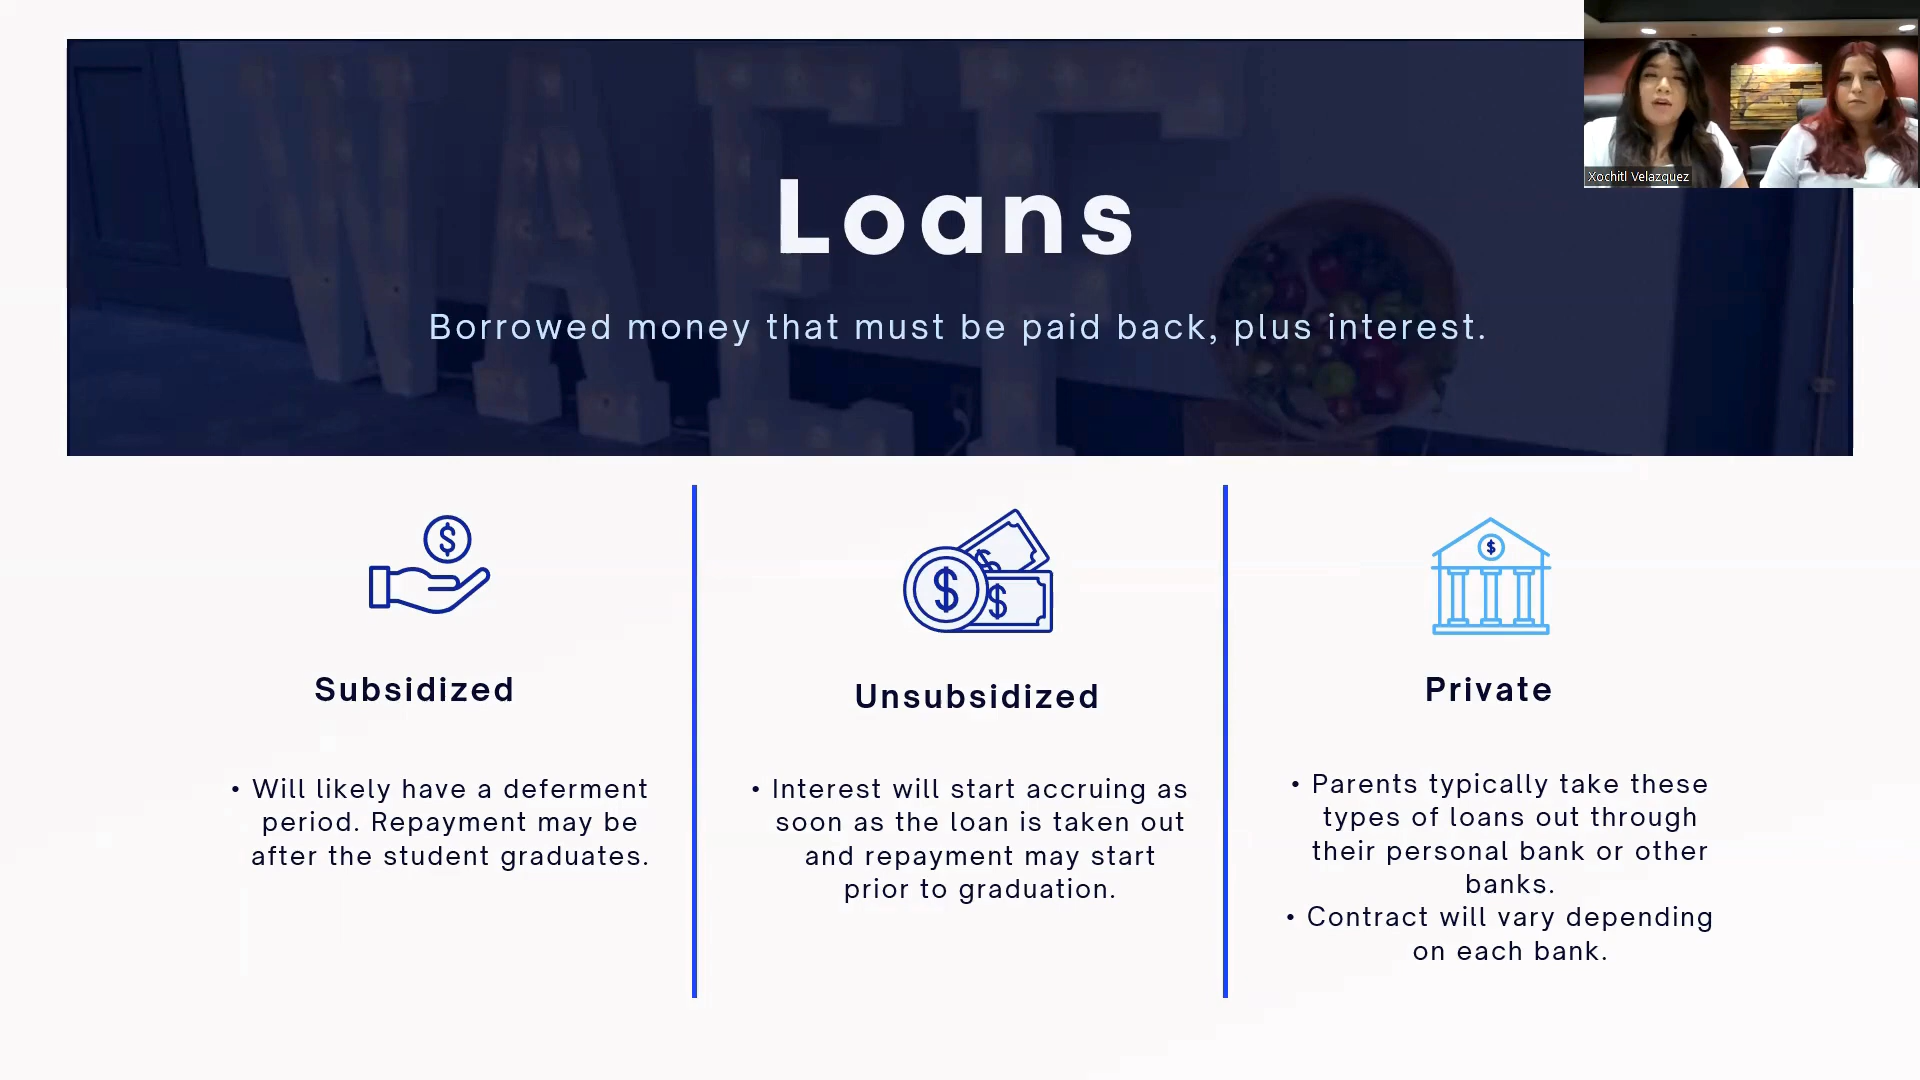 WAEF
Loans
Borrowed money that must be paid back, plus interest.
Xochitl Velazquez
$
$
$
$
$
Subsidized
Unsubsidized
Private
• Will likely have a deferment
period. Repayment may be
after the student graduates.
• Interest will start accruing as
soon as the loan is taken out
and repayment may start
prior to graduation.
• Parents typically take these
types of loans out through
their personal bank or other
banks.
• Contract will vary depending
on each bank.